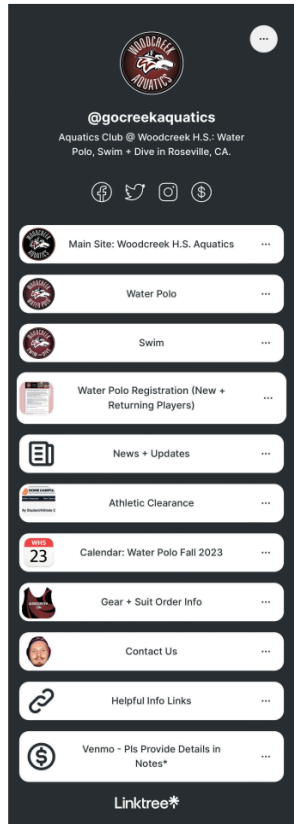 WOODCREEK
AQUATICS
@gocreekaquatics
Aquatics Club @ Woodcreek H.S.: Water
Polo, Swim + Dive in Roseville, CA.
Main Site: Woodcreek H.S. Aquatics
Water Polo
Swim
Water Polo Registration (New +
Returning Players)
News + Updates
Athletic Clearance
WHS
23
Calendar: Water Polo Fall 2023
Gear + Suit Order Info
Contact Us
Helpful Info Links
Venmo - Pls Provide Details in
Notes*
Linktree